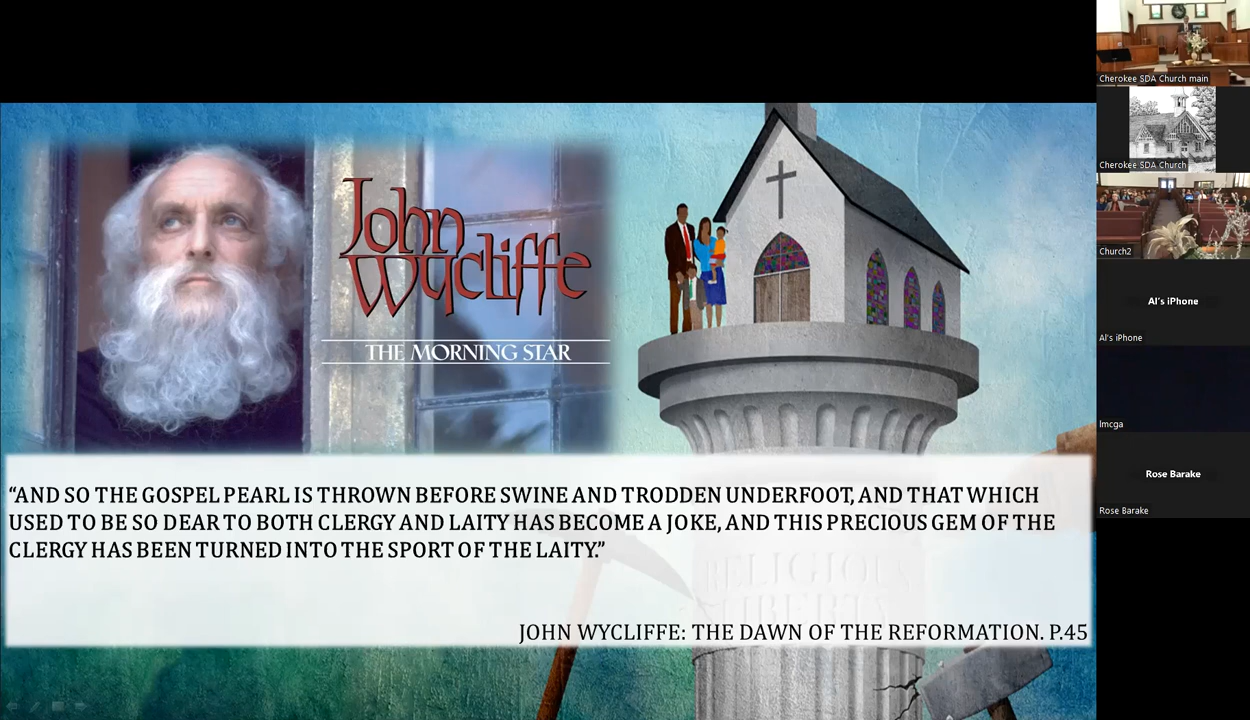 John
Wycliffe
THE MORNING STAR
“AND SO THE GOSPEL PEARL IS THROWN BEFORE SWINE AND TRODDEN UNDERFOOT, AND THAT WHICH
USED TO BE SO DEAR TO BOTH CLERGY AND LAITY HAS BECOME A JOKE, AND THIS PRECIOUS GEM OF THE
CLERGY HAS BEEN TURNED INTO THE SPORT OF THE LAITY.”
RELIGIOUS
LIBERTY
JOHN WYCLIFFE: THE DAWN OF THE REFORMATION. P.45
Cherokee SDA Church main
Cherokee SDA Church
Church2
Al's iPhone
Al's iPhone
lmcga
Rose Barake
Rose Barake